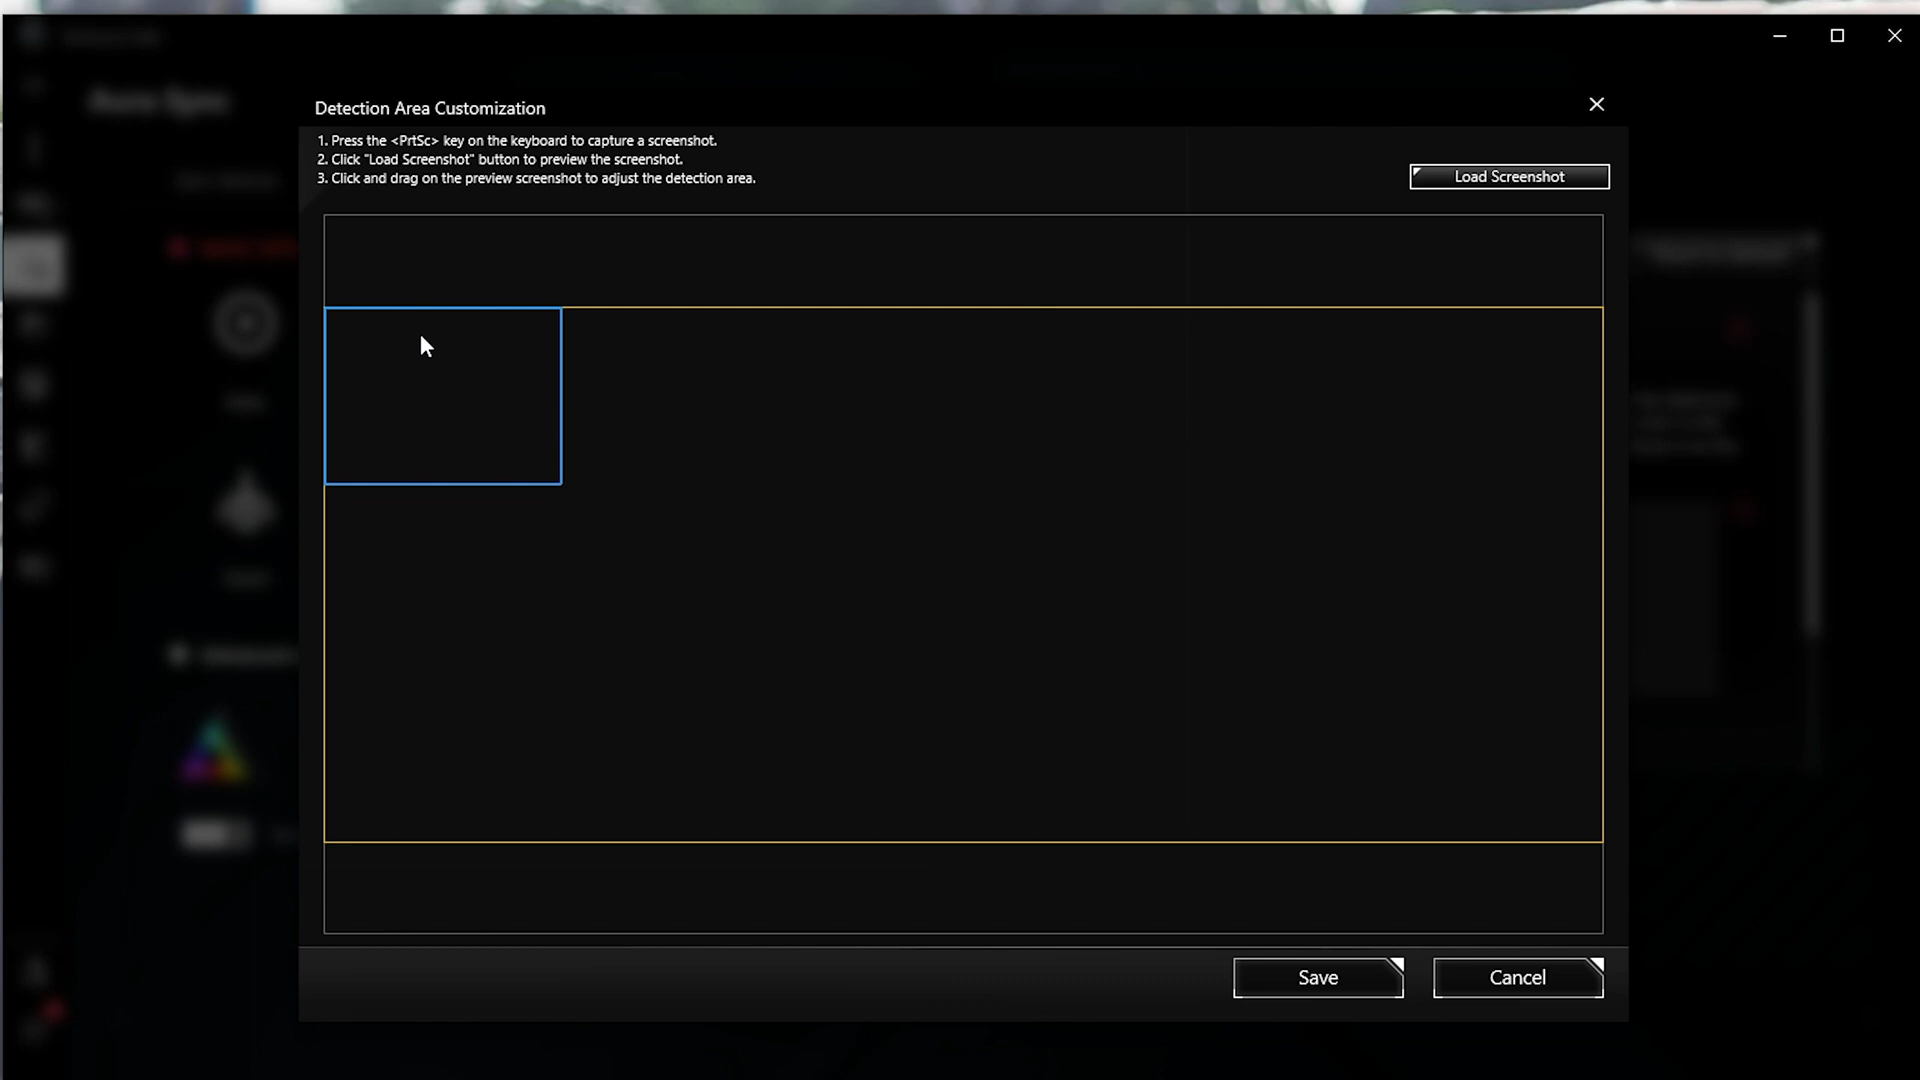 Aura Sync
Detection Area Customization
1. Press the <PrtSc> key on the keyboard to capture a screenshot.
2. Click "Load Screenshot" button to preview the screenshot.
3. Click and drag on the preview screenshot to adjust the detection area.
Load Screenshot
Save
Cancel